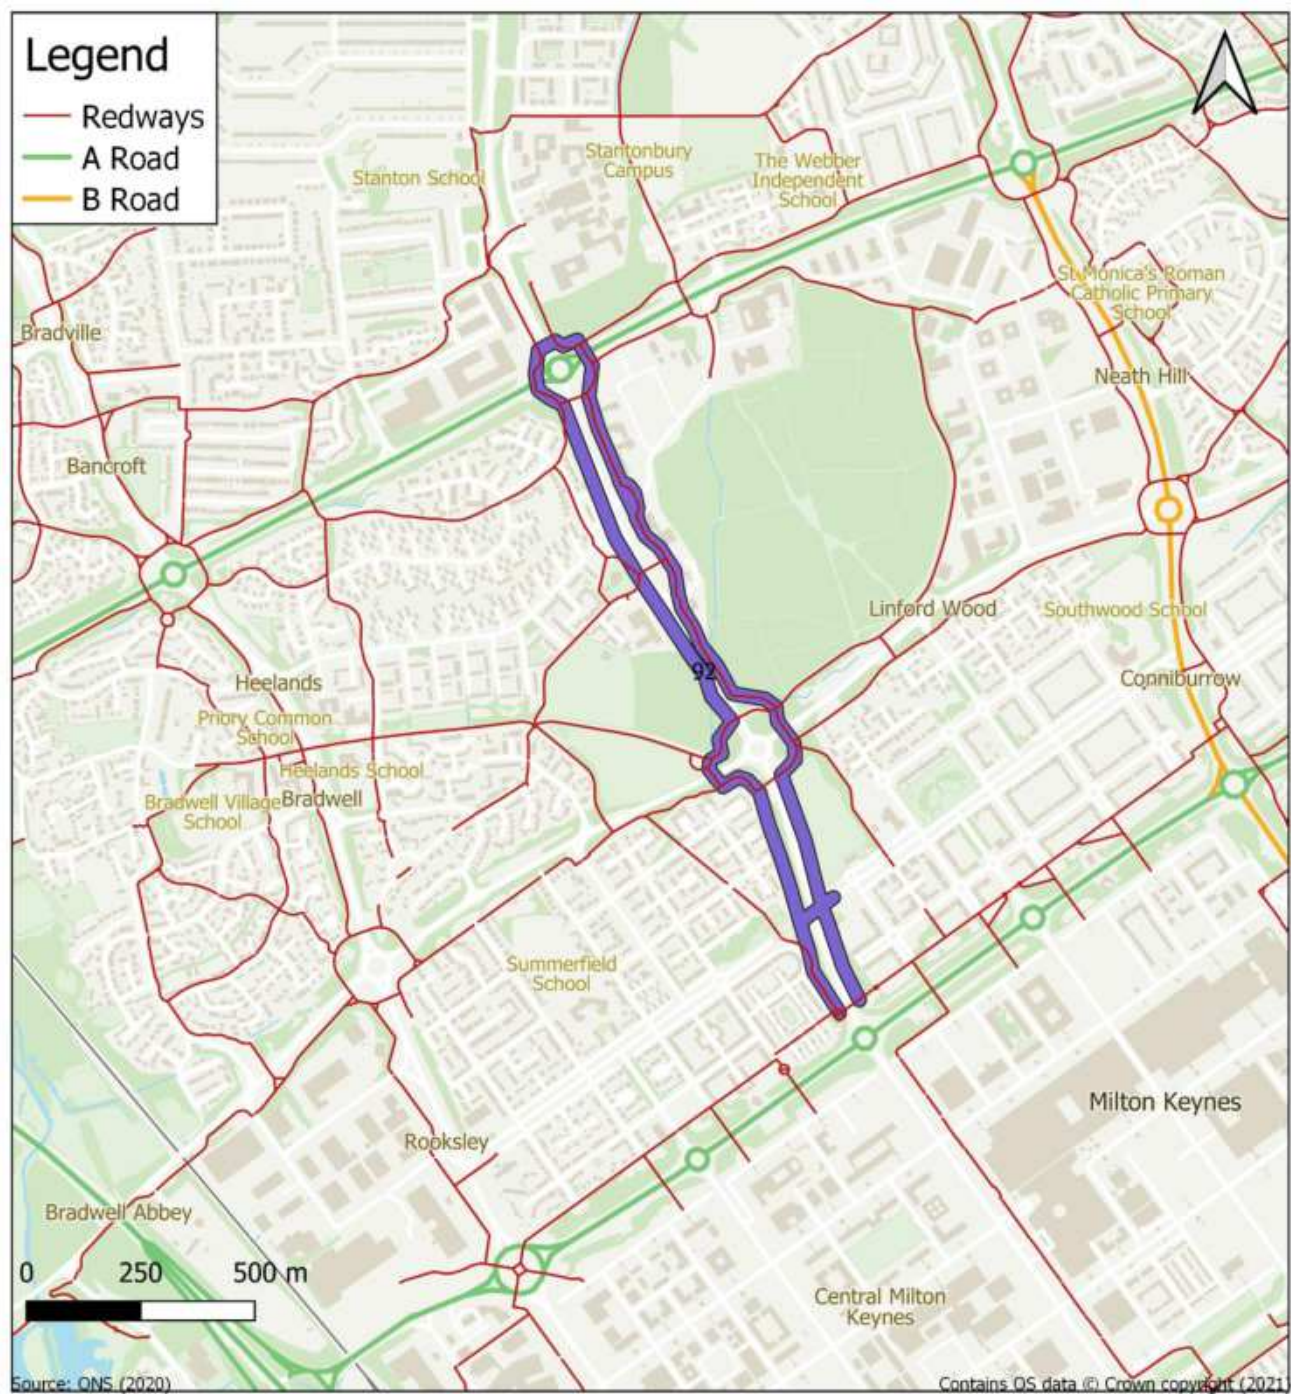 Legend
Redways
A Road
B Road
Stanton School
Stantonbury
Campus
The Webber
Independent
School
St Monica's Roman
Catholic Primary
School
Bradville
Neath Hill
Bancroft
Linford Wood
Southwood School
92
Conniburrow
Heelands
Priory Common
School
Heelands School
Bradwell Village
School
Bradwell
Summerfield
School
Milton Keynes
Rooksley
Bradwell Abbey
0 250 500 m
Central Milton
Keynes
Source: ONS (2020)
Contains OS data © Crown copyright (2021)